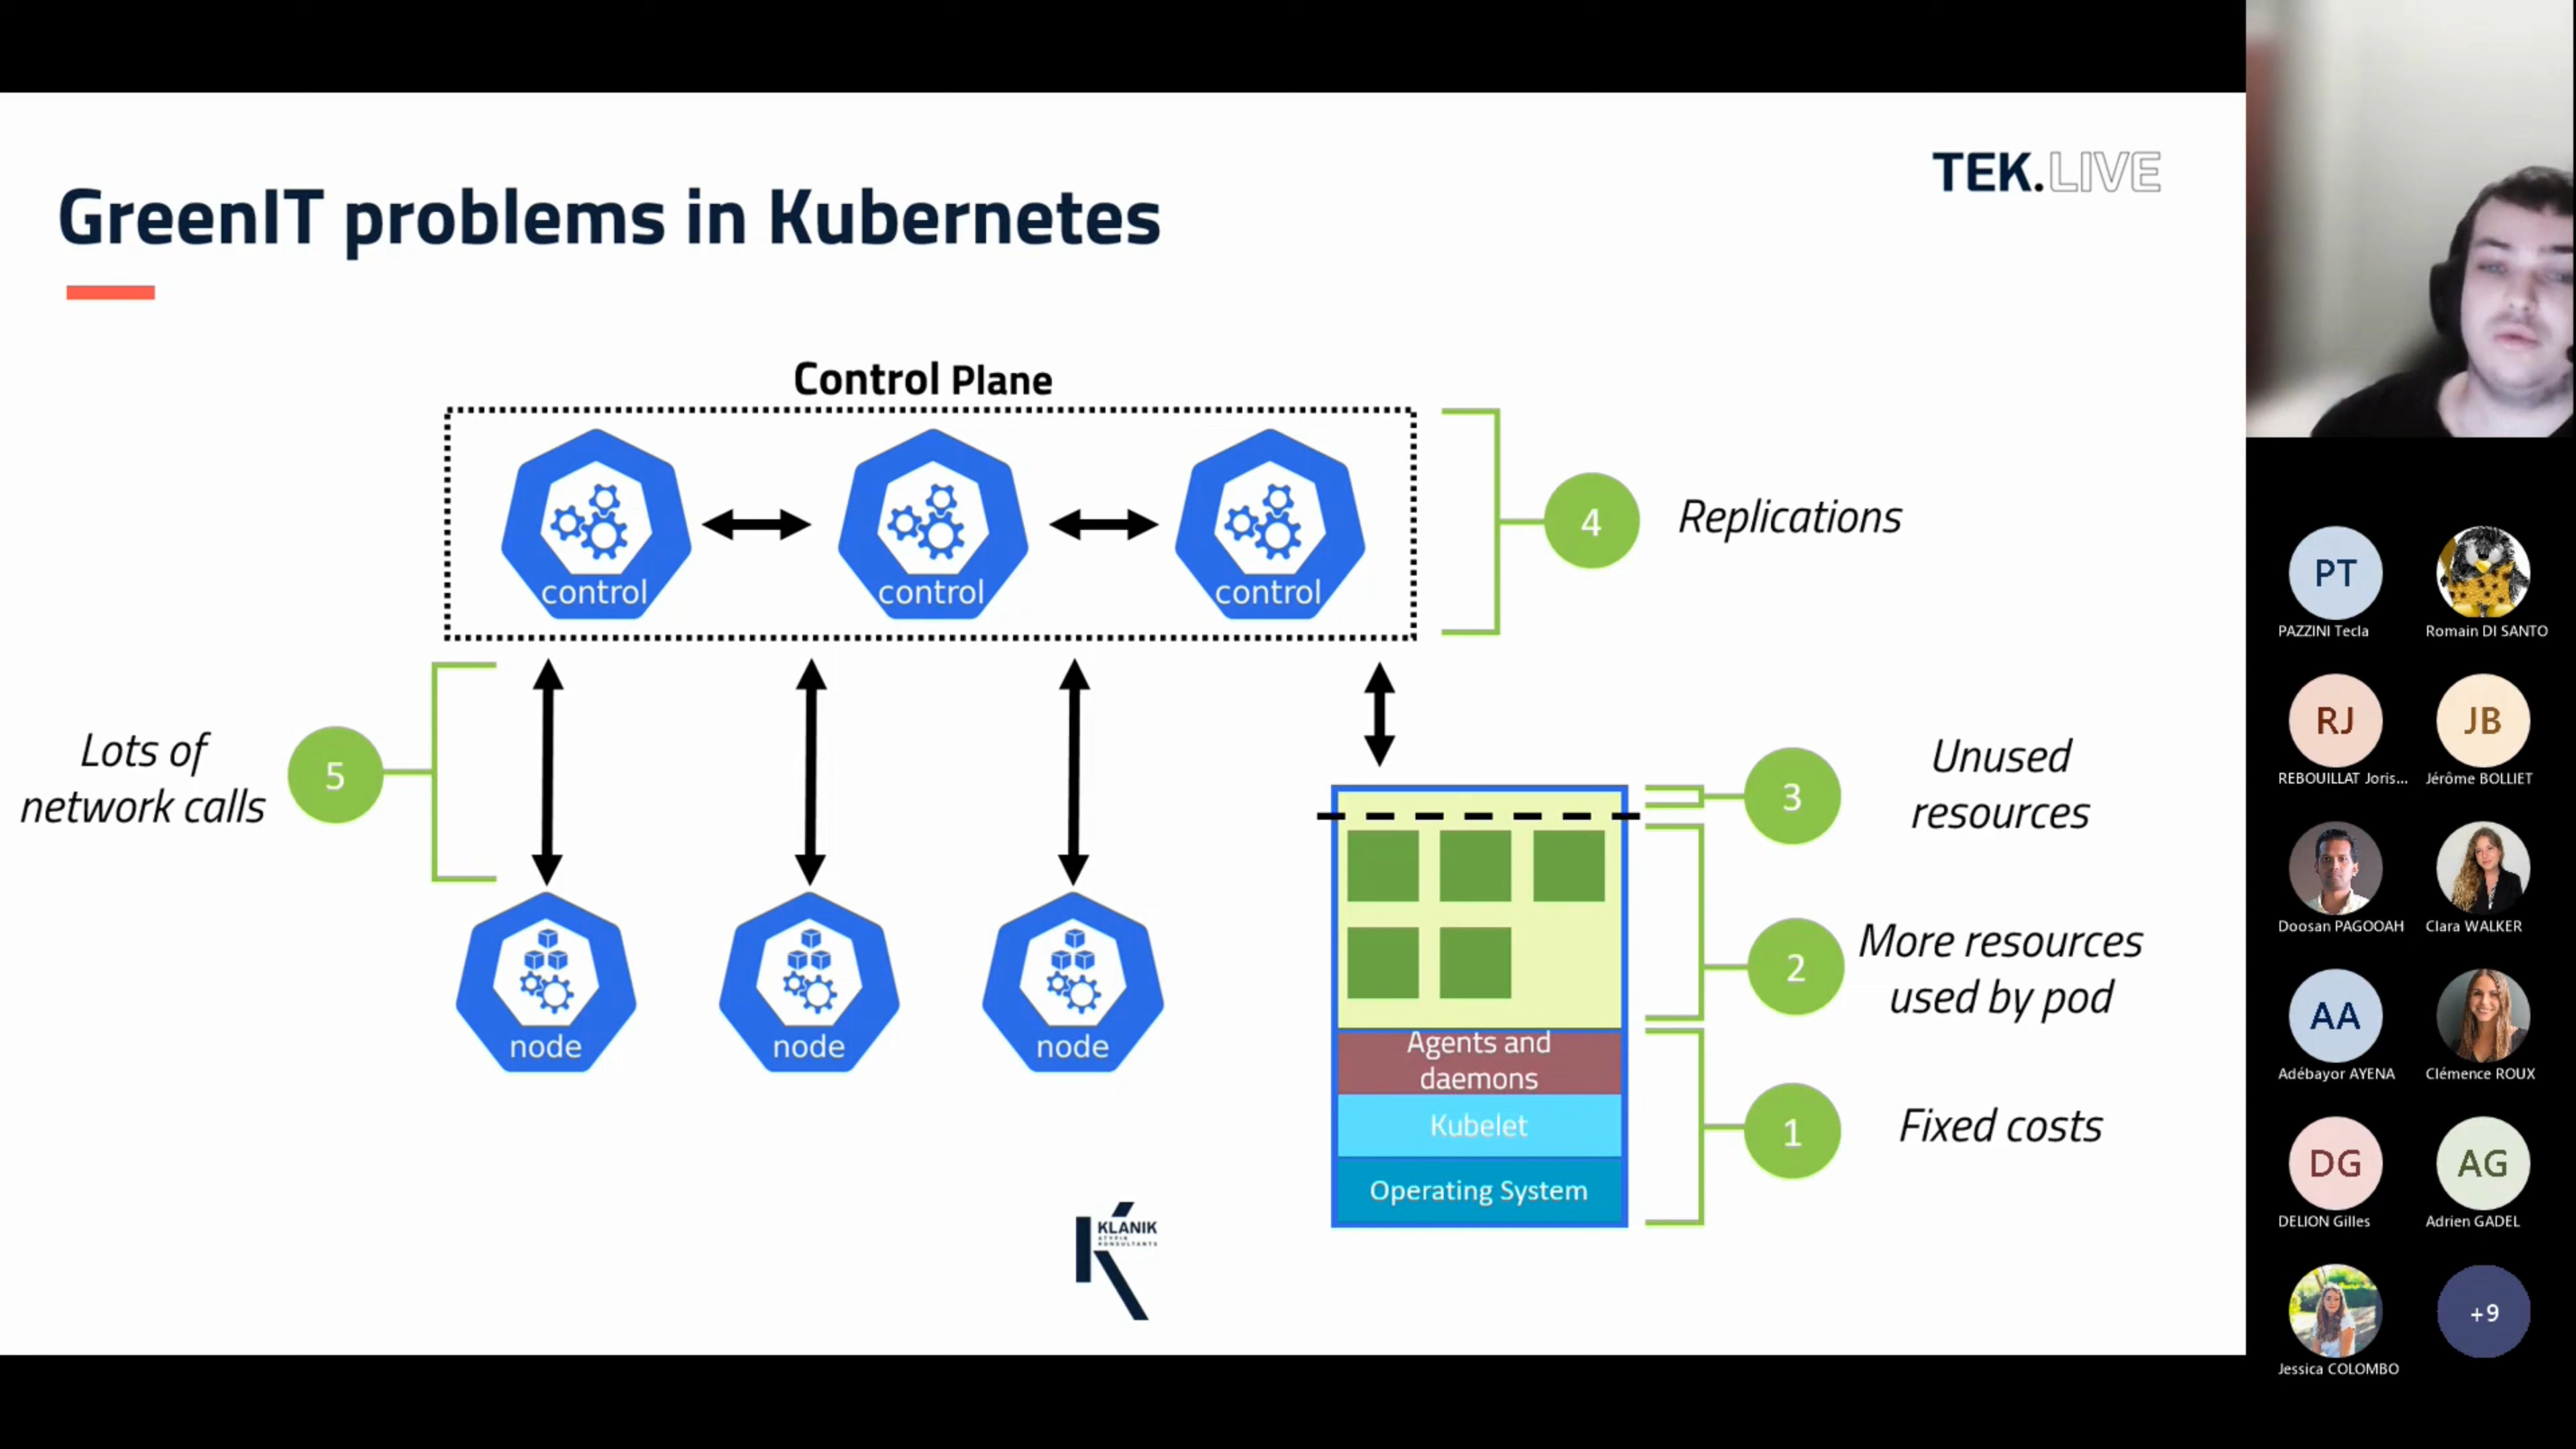 TEK.LIVE
GreenIT problems in Kubernetes
Control Plane
control
control
control
4
Replications
Lots of
network calls
5
node
node
node
3
Unused
resources
2
More resources
used by pod
Agents and
daemons
Kubelet
Operating System
1
Fixed costs
KLANIK
ATYPIK
KONSULTANTS
PT
PAZZINI Tecla
Romain DI SANTO
RJ
REBOUILLAT Joris...
JB
Jérôme BOLLIET
Doosan PAGOOAH
Clara WALKER
AA
Adébayor AYENA
Clémence ROUX
DG
DELION Gilles
AG
Adrien GADEL
Jessica COLOMBO
+9